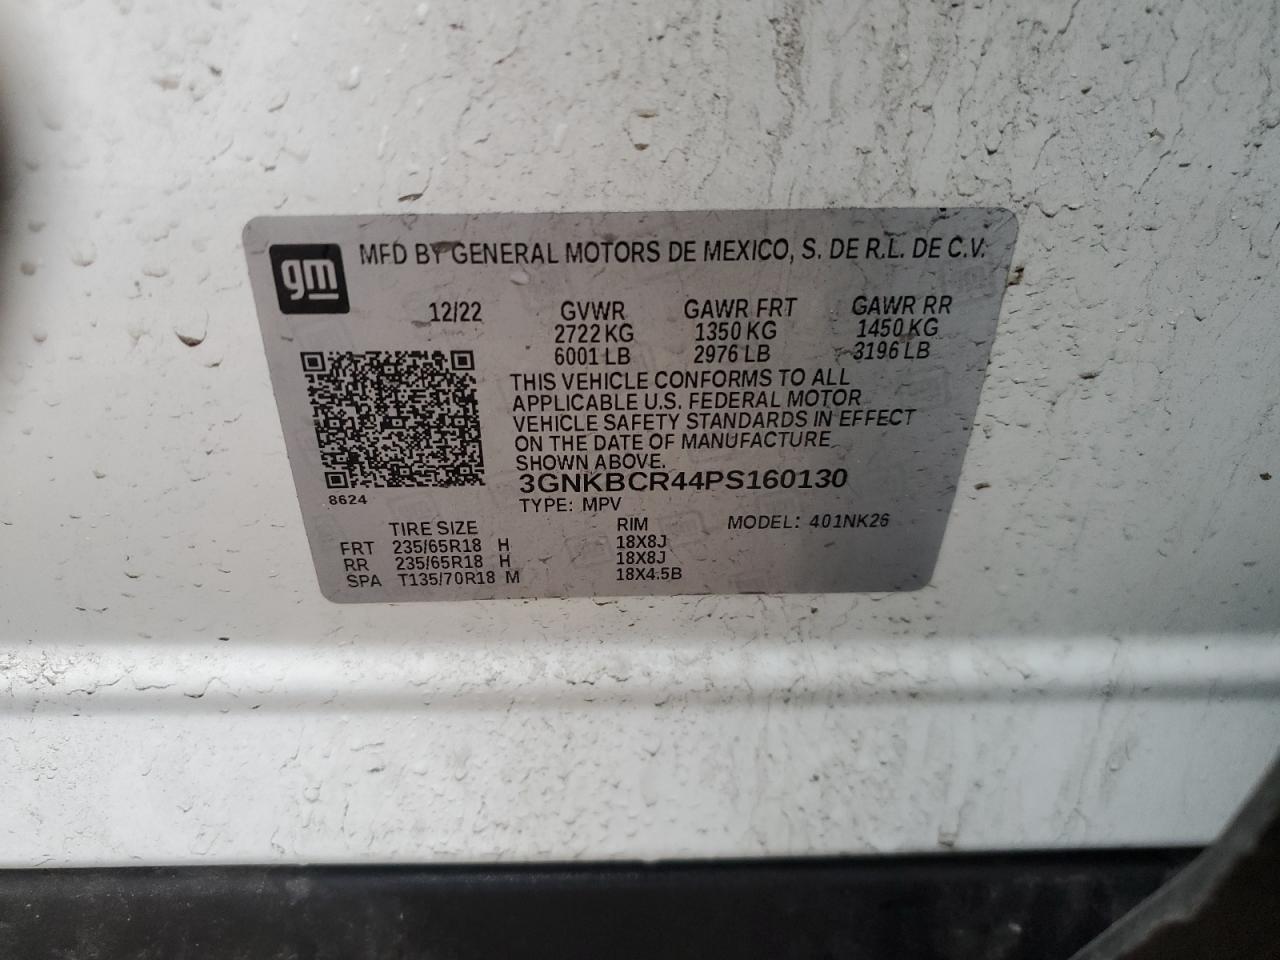 gm MFD BY GENERAL MOTORS DE MEXICO, S. DE R.L. DE C.V.
12/22 GVWR GAWR FRT GAWR RR
2722 KG 1350 KG 1450 KG
6001 LB 2976 LB 3196 LB
THIS VEHICLE CONFORMS TO ALL
APPLICABLE U.S. FEDERAL MOTOR
VEHICLE SAFETY STANDARDS IN EFFECT
ON THE DATE OF MANUFACTURE
SHOWN ABOVE.
3GNKBCR44PS160130
8624
TYPE: MPV
TIRE SIZE RIM MODEL: 401NK26
FRT 235/65R18 H 18X8J
RR 235/65R18 H 18X8J
SPA T135/70R18 M 18X4.5B